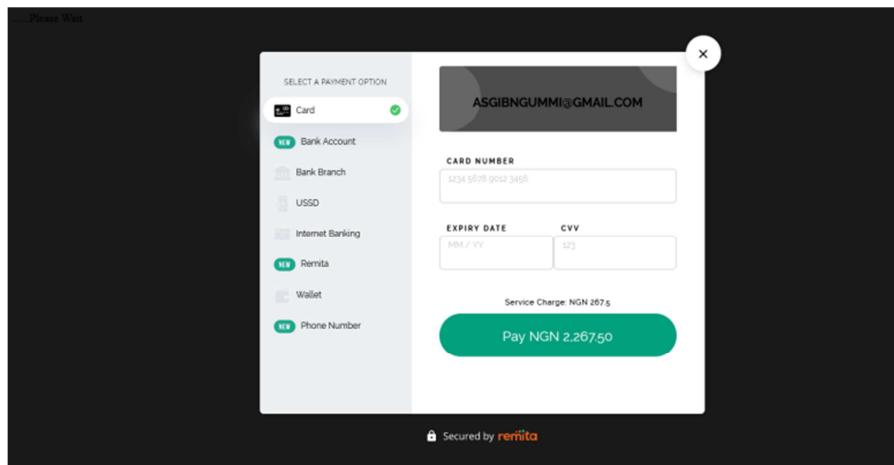 ......Please Wait
SELECT A PAYMENT OPTION
Card
NEW Bank Account
Bank Branch
USSD
Internet Banking
NEW Remita
Wallet
NEW Phone Number
ASGIBNGUMMI@GMAIL.COM
CARD NUMBER
1234 5678 9012 3456
EXPIRY DATE CVV
MM / YY 123
Service Charge: NGN 267.5
Pay NGN 2,267.50
Secured by remita